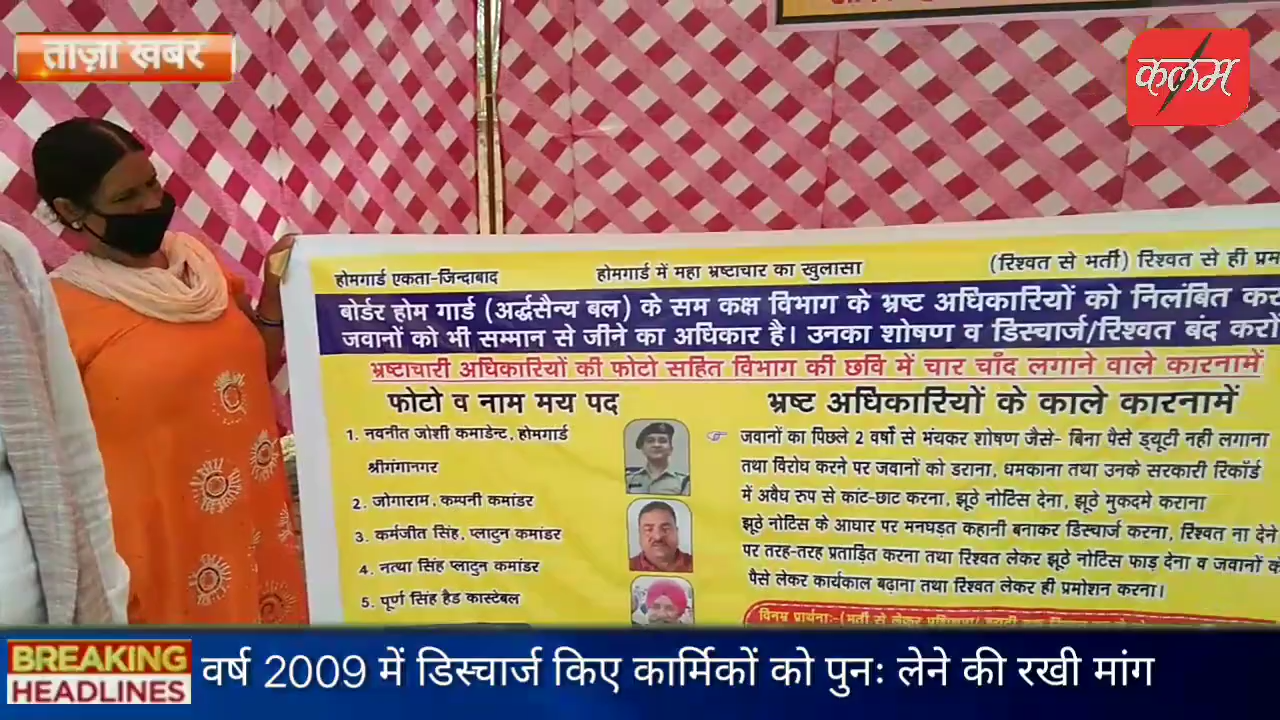 ताज़ा ख़बर
कलम
होमगार्ड एकता-जिन्दाबाद
होमगार्ड में महा भ्रष्टाचार का खुलासा
(रिश्वत से भर्ती) रिश्वत से ही प्रम
बोर्डर होम गार्ड (अर्द्धसैन्य बल) के सम कक्ष विभाग के भ्रष्ट अधिकारियों को निलंबित कर
जवानों को भी सम्मान से जीने का अधिकार है। उनका शोषण व डिस्चार्ज/रिश्वत बंद करो
भ्रष्टाचारी अधिकारियों की फोटो सहित विभाग की छवि में चार चाँद लगाने वाले कारनामें
फोटो व नाम मय पद
1. नवनीत जोशी कमाडेन्ट, होमगार्ड
श्रीगंगानगर
2. जोगाराम, कम्पनी कमांडर
3. कर्मजीत सिंह, प्लाटुन कमांडर
4. नत्था सिंह प्लाटुन कमांडर
5. पूर्ण सिंह हैड कास्टेबल
भ्रष्ट अधिकारियों के काले कारनामें
जवानों का पिछले 2 वर्षों से भंयकर शोषण जैसे- बिना पैसे ड्यूटी नही लगाना
तथा विरोध करने पर जवानों को डराना, धमकाना तथा उनके सरकारी रिकॉर्ड
में अवैध रुप से कांट-छाट करना, झूठे नोटिस देना, झूठे मुकदमे कराना
झूठे नोटिस के आधार पर मनघड़त कहानी बनाकर डिस्चार्ज करना, रिश्वत ना देने
पर तरह-तरह प्रताड़ित करना तथा रिश्वत लेकर झूठे नोटिस फाड़ देना व जवानों के
पैसे लेकर कार्यकाल बढ़ाना तथा रिश्वत लेकर ही प्रमोशन करना।
विनम्र प्रार्थना:-(भर्ती से लेकर
BREAKING
HEADLINES
वर्ष 2009 में डिस्चार्ज किए कार्मिकों को पुनः लेने की रखी मांग